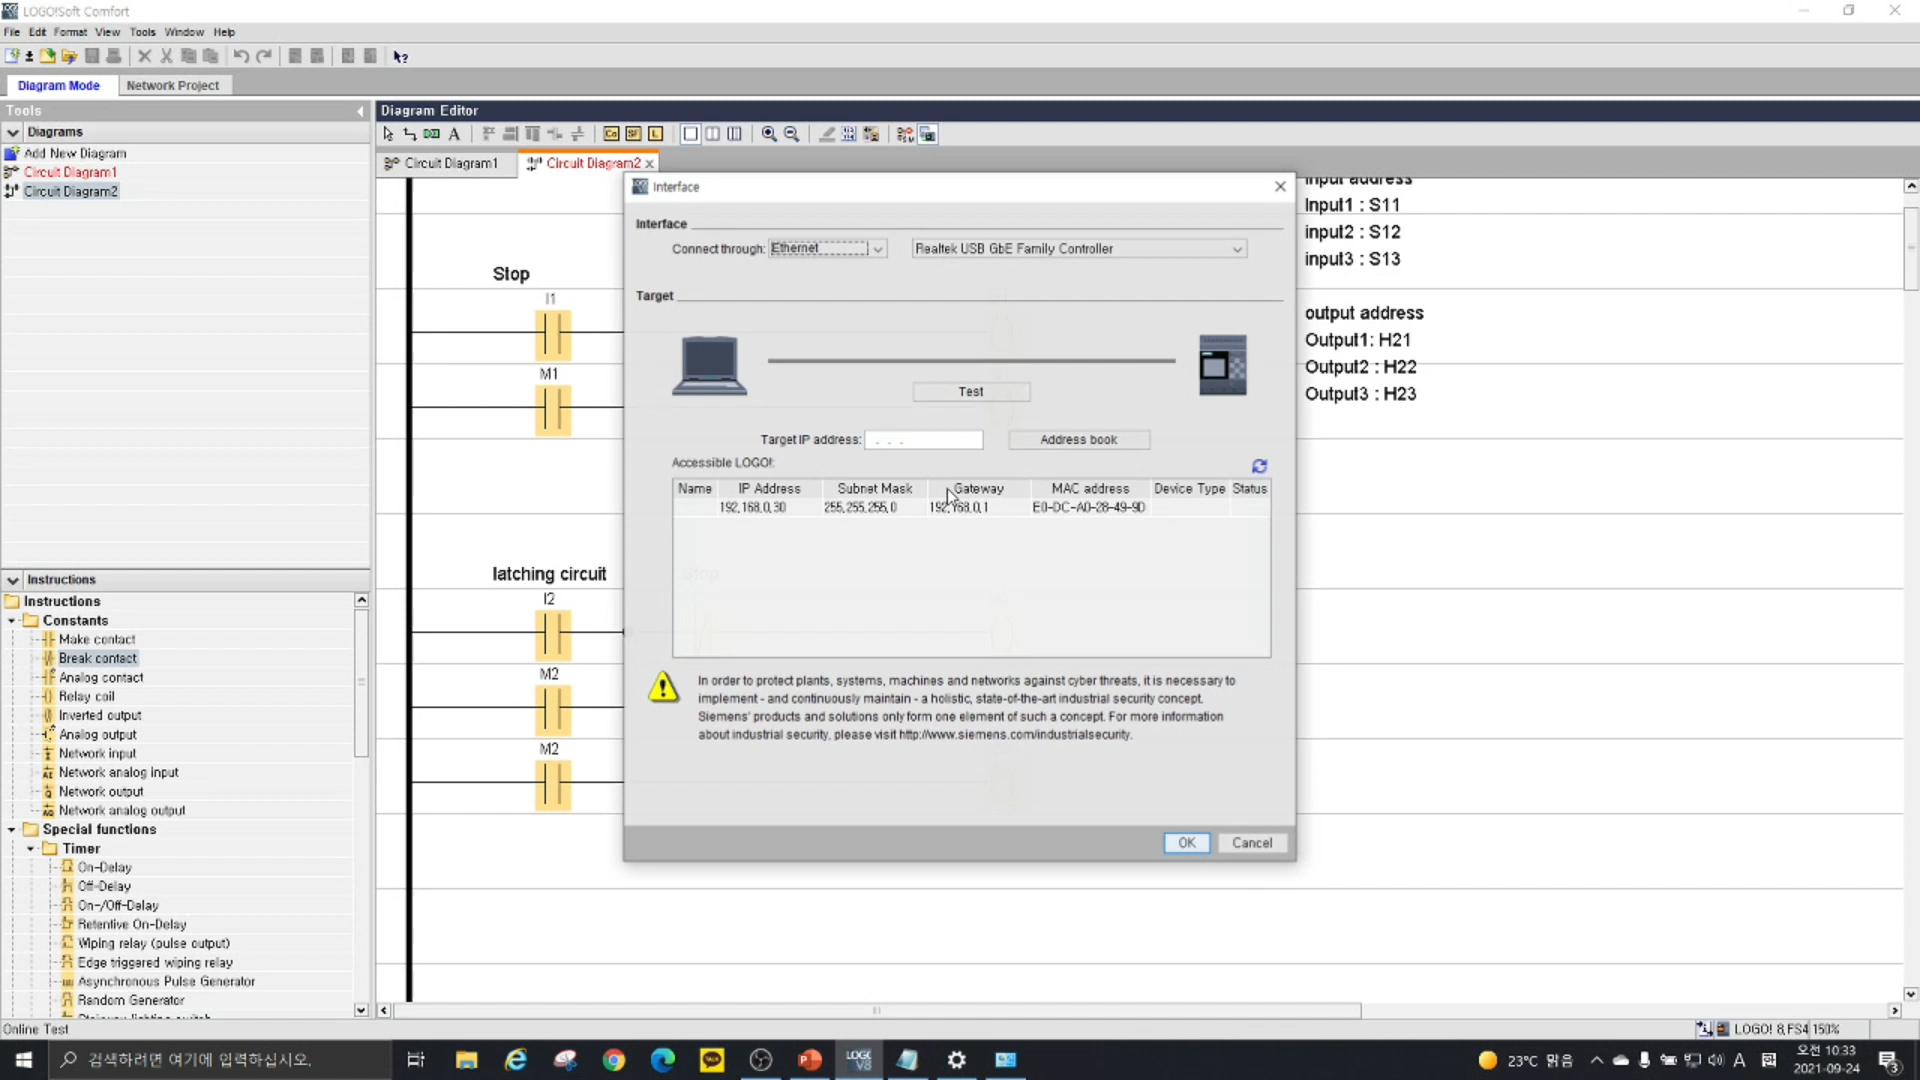 LOGO!Soft Comfort
File Edit Format View Tools Window Help
Diagram Mode Network Project
Tools
Diagrams
Add New Diagram
Circuit Diagram1
Circuit Diagram2
Instructions
Instructions
Constants
Make contact
Break contact
Analog contact
Relay coil
Inverted output
Analog output
Network input
Network analog input
Network output
Network analog output
Special functions
Timer
On-Delay
Off-Delay
On-/Off-Delay
Retentive On-Delay
Wiping relay (pulse output)
Edge triggered wiping relay
Asynchronous Pulse Generator
Random Generator
Diagram Editor
Circuit Diagram1 Circuit Diagram2
Stop
I1
M1
latching circuit
I2
M2
M2
Interface
Interface
Connect through: Ethernet Realtek USB GbE Family Controller
Target
Test
Target IP address: . . . Address book
Accessible LOGO!:
Name IP Address Subnet Mask Gateway MAC address Device Type Status
192.168.0.30 255.255.255.0 192.168.0.1 E0-DC-A0-28-49-9D
In order to protect plants, systems, machines and networks against cyber threats, it is necessary to
implement - and continuously maintain - a holistic, state-of-the-art industrial security concept.
Siemens' products and solutions only form one element of such a concept. For more information
about industrial security, please visit http://www.siemens.com/industrialsecurity.
OK Cancel
Input address
Input1 : S11
input2 : S12
input3 : S13
output address
Output1: H21
Output2 : H22
Output3 : H23
Online Test
LOGO! 8.FS4 150%
검색하려면 여기에 입력하십시오.
23°C 맑음
A
오전 10:33
2021-09-24
3